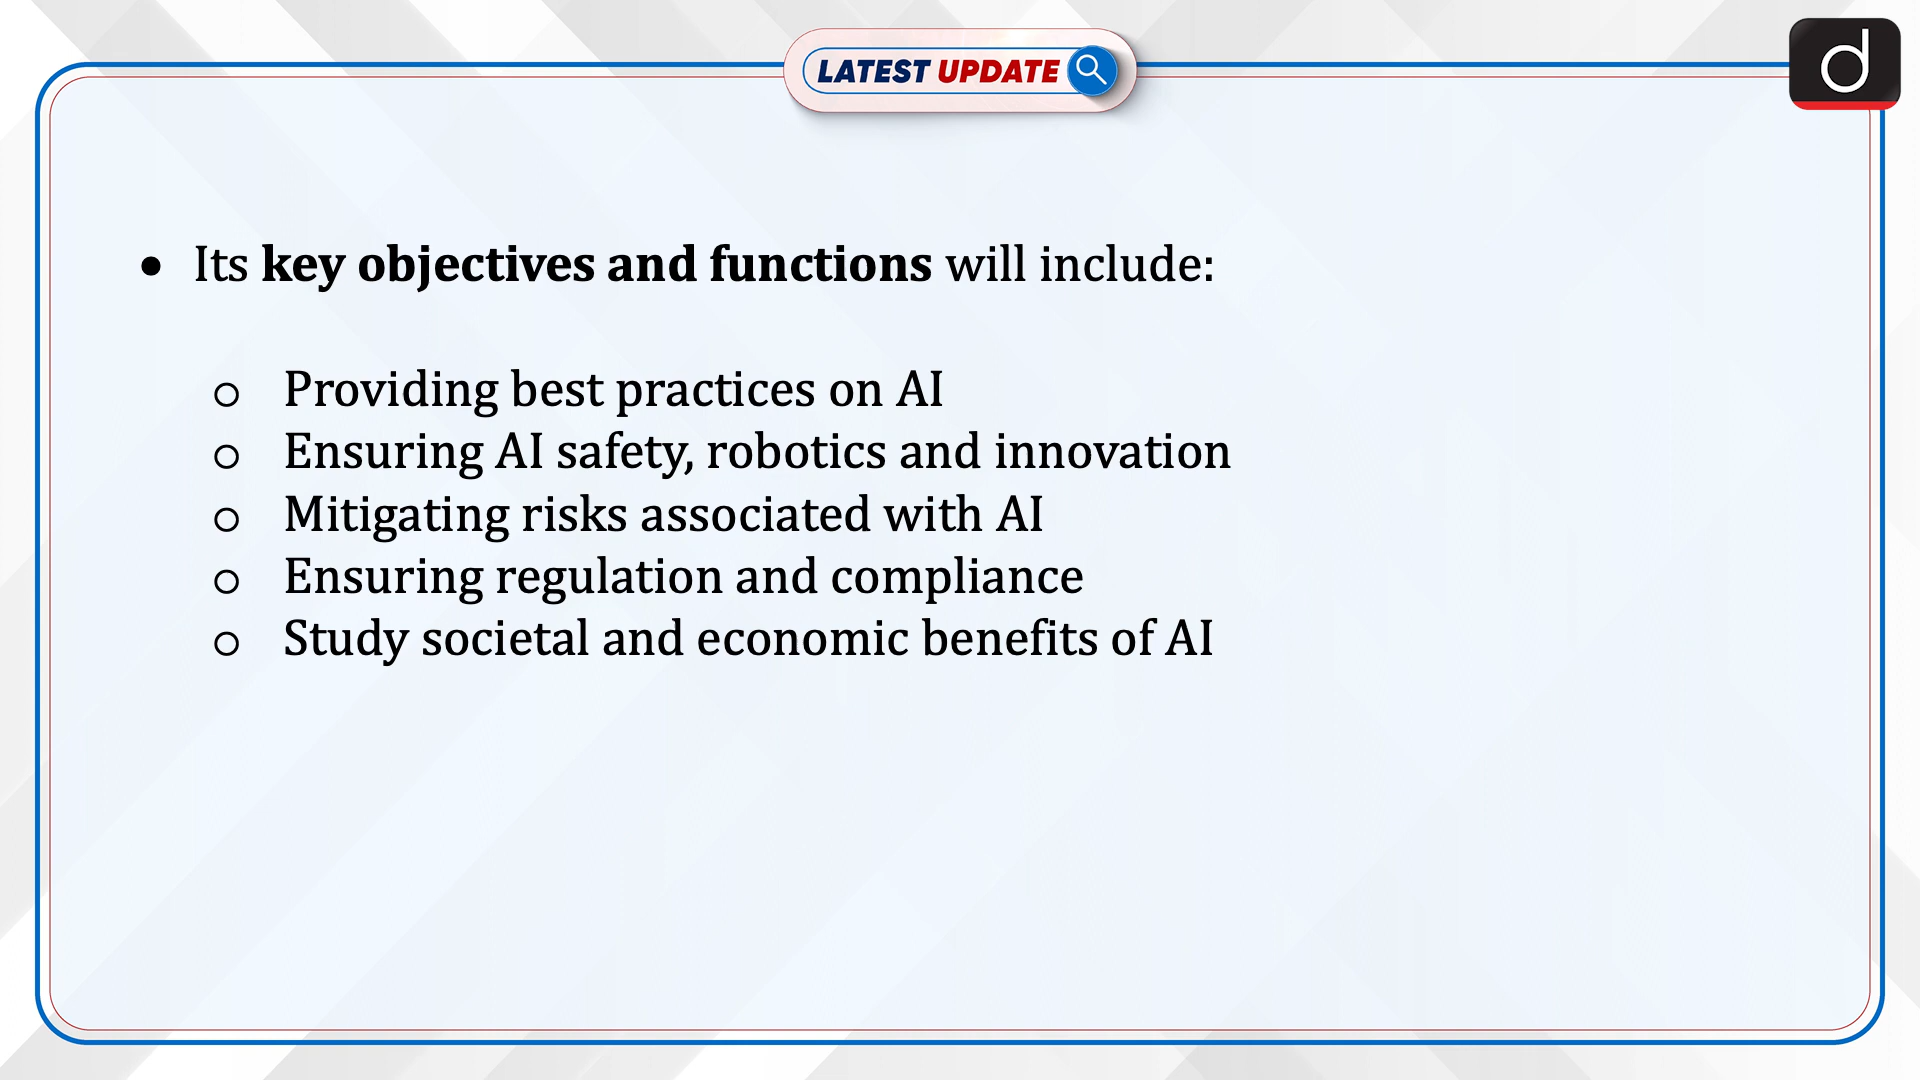 LATEST UPDATE
d
• Its key objectives and functions will include:
○ Providing best practices on AI
○ Ensuring AI safety, robotics and innovation
○ Mitigating risks associated with AI
○ Ensuring regulation and compliance
○ Study societal and economic benefits of AI